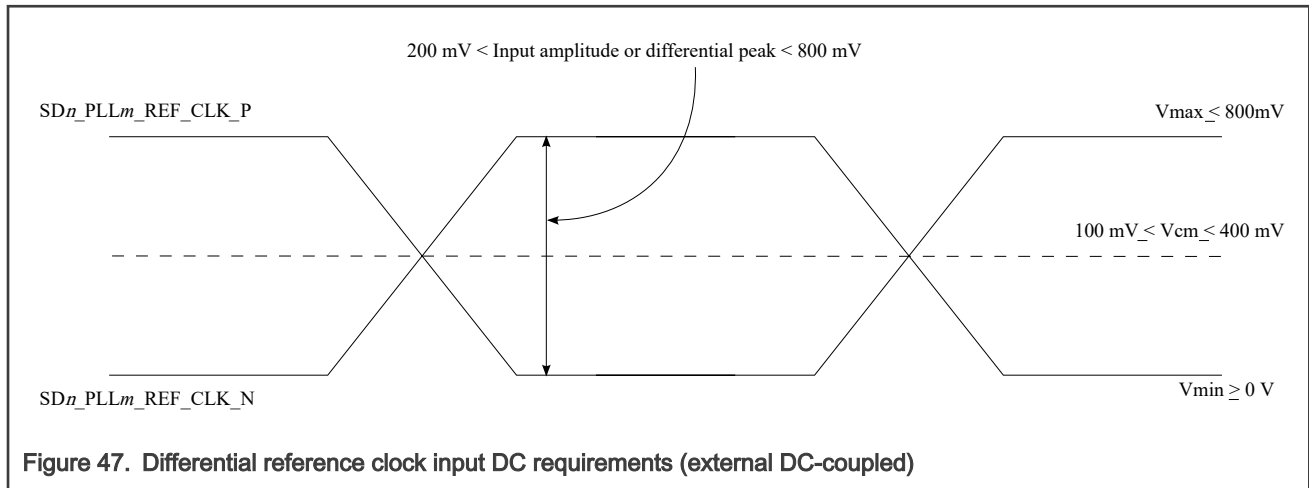 200 mV < Input amplitude or differential peak < 800 mV
SDn_PLLm_REF_CLK_P
Vmax ≤ 800mV
100 mV ≤ Vcm ≤ 400 mV
SDn_PLLm_REF_CLK_N
Vmin ≥ 0 V
Figure 47. Differential reference clock input DC requirements (external DC-coupled)